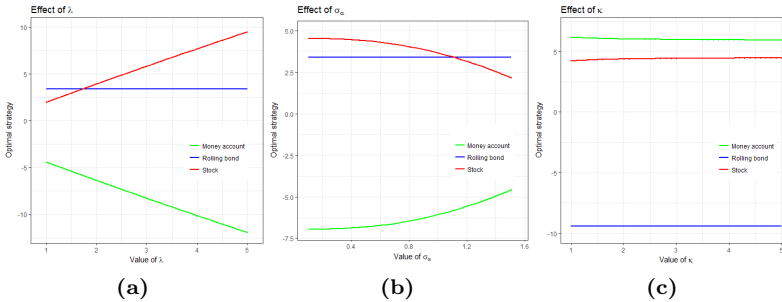 Effect of λ
Optimal strategy
10
5
0
-5
-10
Money account
Rolling bond
Stock
1
2
3
4
5
Value of λ
(a)
Effect of σα
Optimal strategy
5.0
2.5
0.0
-2.5
-5.0
-7.5
Money account
Rolling bond
Stock
0.4
0.8
1.2
1.6
Value of σα
(b)
Effect of κ
Optimal strategy
5
0
-5
-10
Money account
Rolling bond
Stock
1
2
3
4
5
Value of κ
(c)